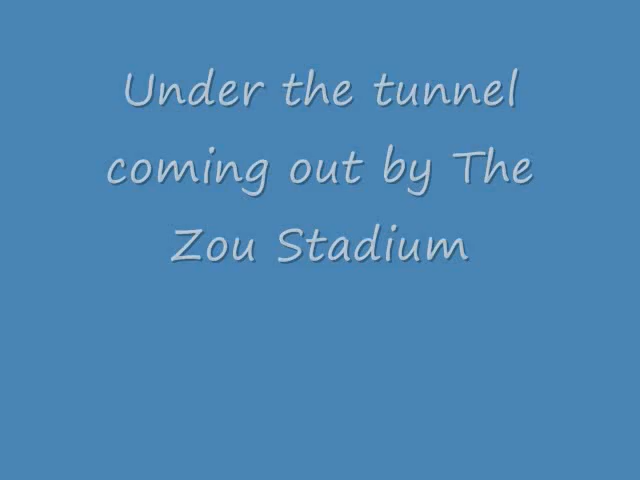 Under the tunnel
coming out by The
Zou Stadium